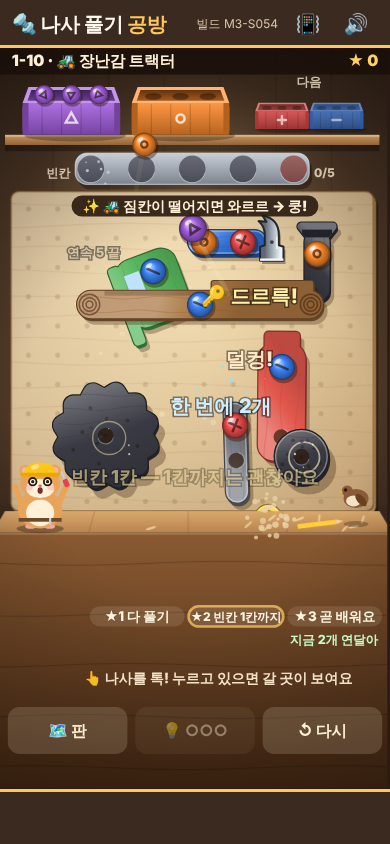 나사 풀기 공방
빌드 M3-S054
1-10 · 장난감 트랙터
★ 0
다음
빈칸
0/5
✨ 🚜 짐칸이 떨어지면 와르르 → 쿵!
연속 5 끝
드르륵!
덜컹!
한 번에 2개
빈칸 1칸 — 1칸까지는 괜찮아요
★1 다 풀기
★2 빈칸 1칸까지
★3 곧 배워요
지금 2개 연달아
👆 나사를 톡! 누르고 있으면 갈 곳이 보여요
🗺️ 판
💡 ○○○
↺ 다시